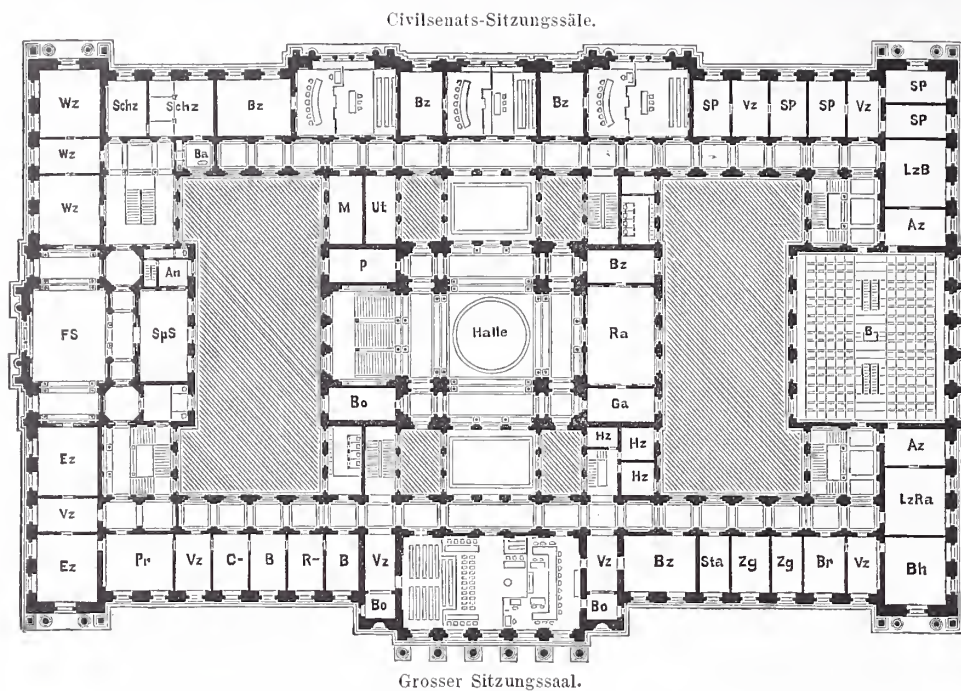 Civilsenats-Sitzungssäle.
Wz Schz Schz Bz Bz Bz SP Vz SP SP Vz SP
SP
Wz Ba LzB
Wz M Ut Az
An P Bz
FS SpS Halle Ra B
Bo Ga
Ez Hz Hz Az
Hz
Vz LzRa
Ez Pr Vz C- B R- B Vz Vz Bz Sta Zg Zg Br Vz Bh
Bo Bo
Grosser Sitzungssaal.